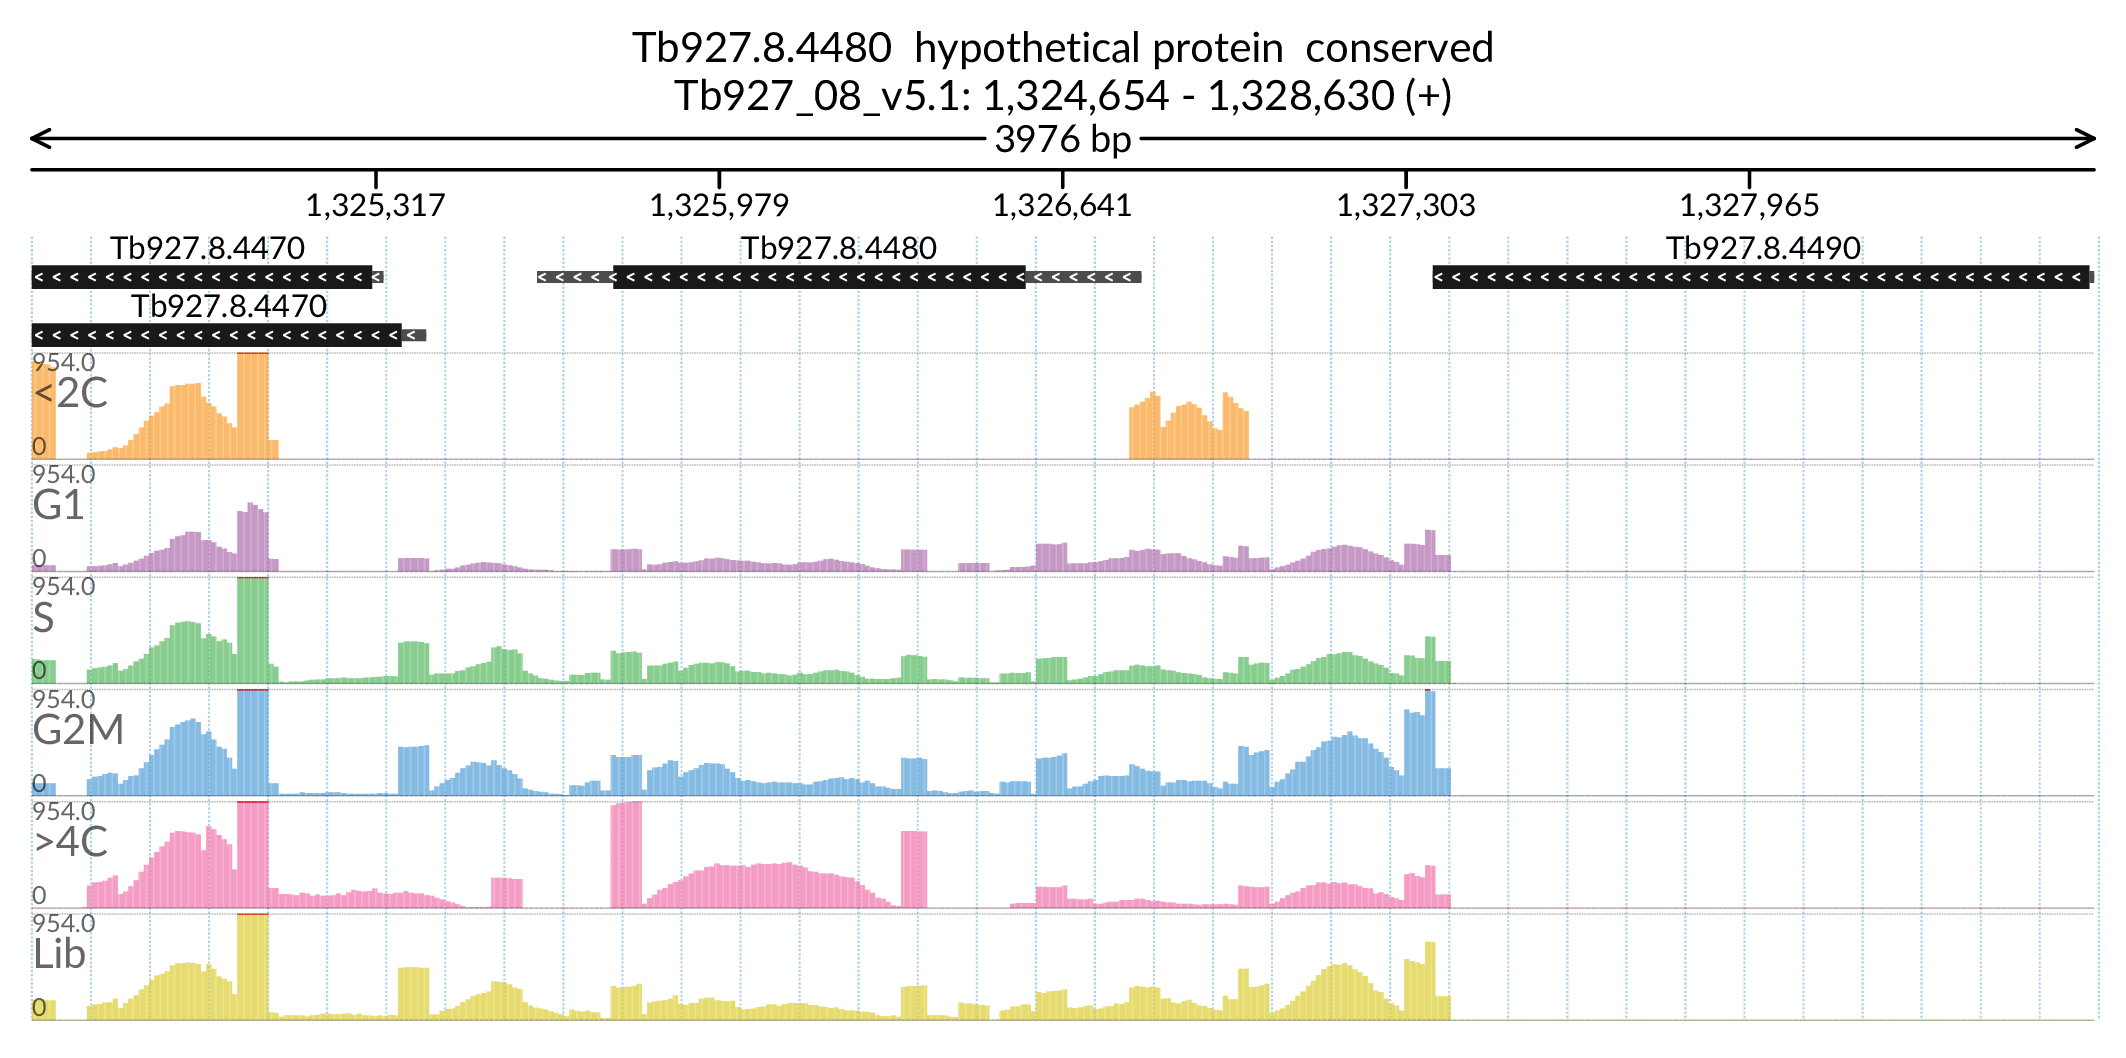 Tb927.8.4480  hypothetical protein  conserved
Tb927_08_v5.1: 1,324,654 - 1,328,630 (+)
3976 bp
1,325,317 1,325,979 1,326,641 1,327,303 1,327,965
Tb927.8.4470 Tb927.8.4480 Tb927.8.4490
Tb927.8.4470
954.0
<2C
0
954.0
G1
0
954.0
S
0
954.0
G2M
0
954.0
>4C
0
954.0
Lib
0